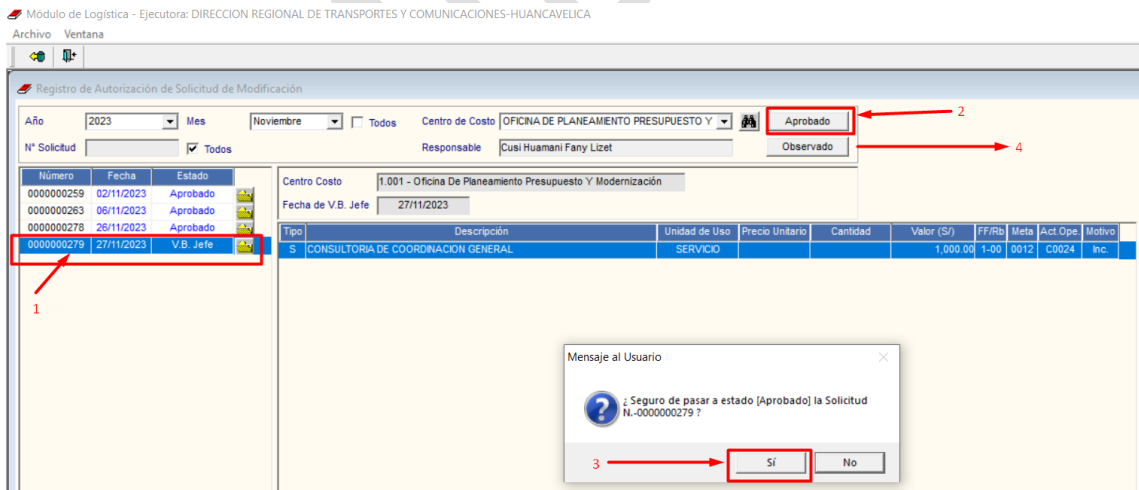 Módulo de Logística - Ejecutora: DIRECCION REGIONAL DE TRANSPORTES Y COMUNICACIONES-HUANCAVELICA
Archivo Ventana
Registro de Autorización de Solicitud de Modificación
Año 2023 Mes Noviembre Todos Centro de Costo OFICINA DE PLANEAMIENTO PRESUPUESTO Y Aprobado 2
N° Solicitud Todos Responsable Cusi Huamani Fany Lizet Observado 4
Número Fecha Estado
0000000259 02/11/2023 Aprobado
0000000263 06/11/2023 Aprobado
0000000278 26/11/2023 Aprobado
0000000279 27/11/2023 V.B. Jefe
1
Centro Costo 1.001 - Oficina De Planeamiento Presupuesto Y Modernización
Fecha de V.B. Jefe 27/11/2023
Tipo Descripción Unidad de Uso Precio Unitario Cantidad Valor (S/) FF/Rb Meta Act.Ope. Motivo
S CONSULTORIA DE COORDINACION GENERAL SERVICIO 1,000.00 1-00 0012 C0024 Inc.
Mensaje al Usuario
¿ Seguro de pasar a estado [Aprobado] la Solicitud
N.-0000000279 ?
3 Sí No